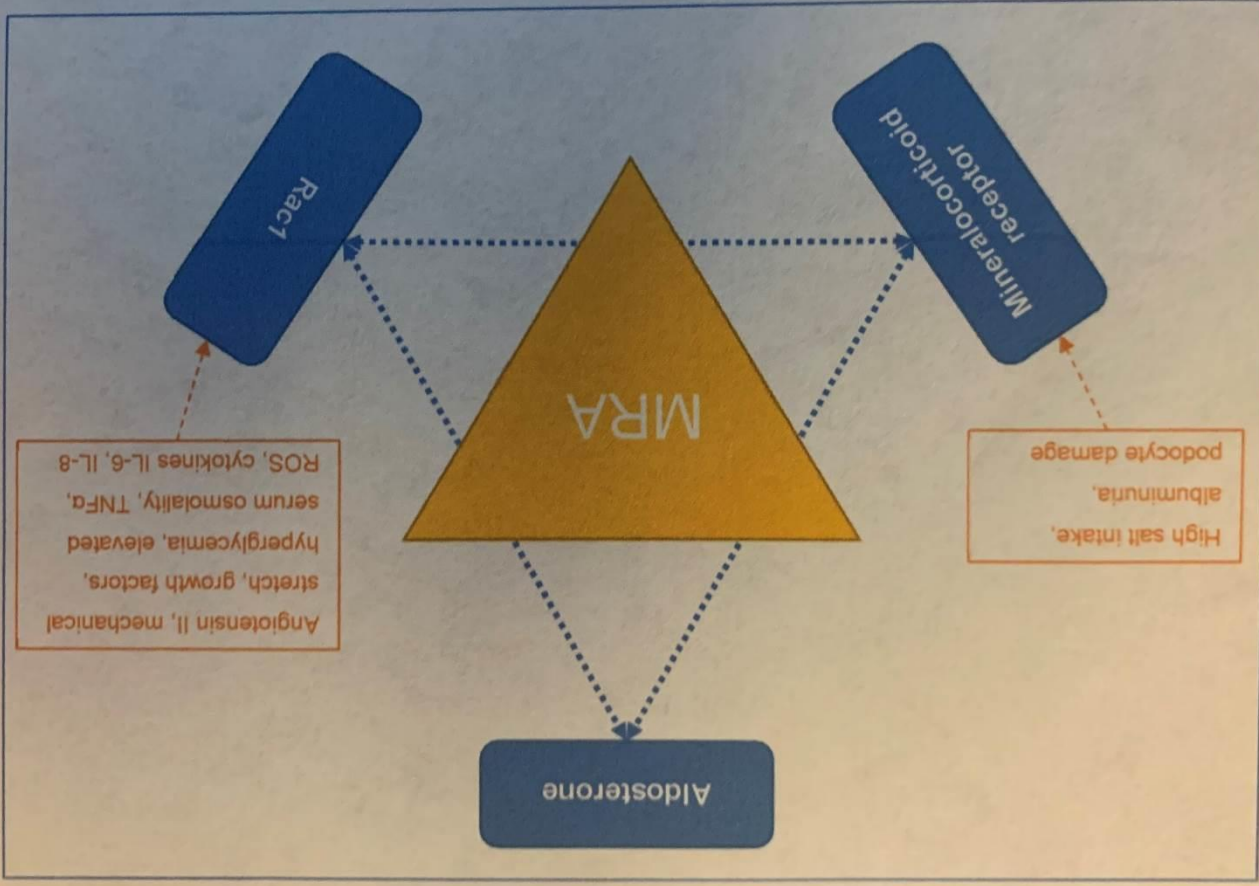 Aldosterone
High salt intake,
albuminuria,
podocyte damage
Angiotensin II, mechanical
stretch, growth factors,
hyperglycemia, elevated
serum osmolality, TNFα,
ROS, cytokines IL-6, IL-8
MRA
Mineralocorticoid
receptor
Rac1